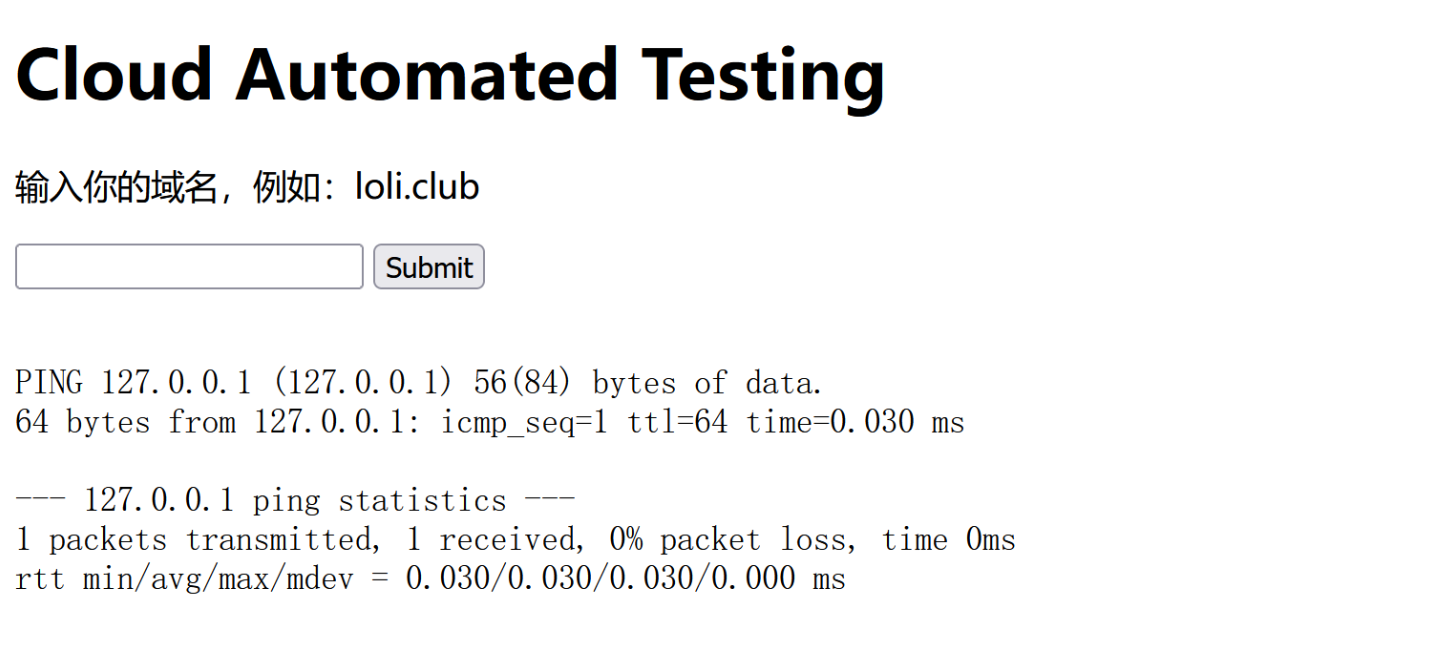 Cloud Automated Testing
输入你的域名，例如：loli.club
Submit
PING 127.0.0.1 (127.0.0.1) 56(84) bytes of data.
64 bytes from 127.0.0.1: icmp_seq=1 ttl=64 time=0.030 ms
--- 127.0.0.1 ping statistics ---
1 packets transmitted, 1 received, 0% packet loss, time 0ms
rtt min/avg/max/mdev = 0.030/0.030/0.030/0.000 ms